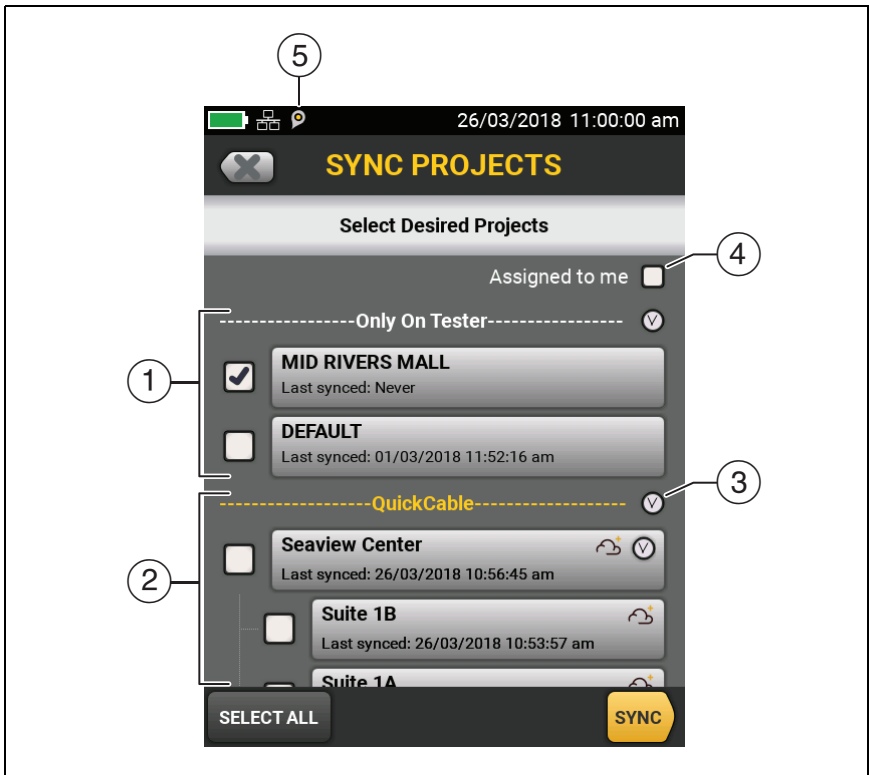 5
26/03/2018 11:00:00 am
SYNC PROJECTS
Select Desired Projects
Assigned to me
4
------------------Only On Tester------------------
1
MID RIVERS MALL
Last synced: Never
DEFAULT
Last synced: 01/03/2018 11:52:16 am
3
--------------------QuickCable--------------------
2
Seaview Center
Last synced: 26/03/2018 10:56:45 am
Suite 1B
Last synced: 26/03/2018 10:53:57 am
Suite 1A
SELECT ALL
SYNC